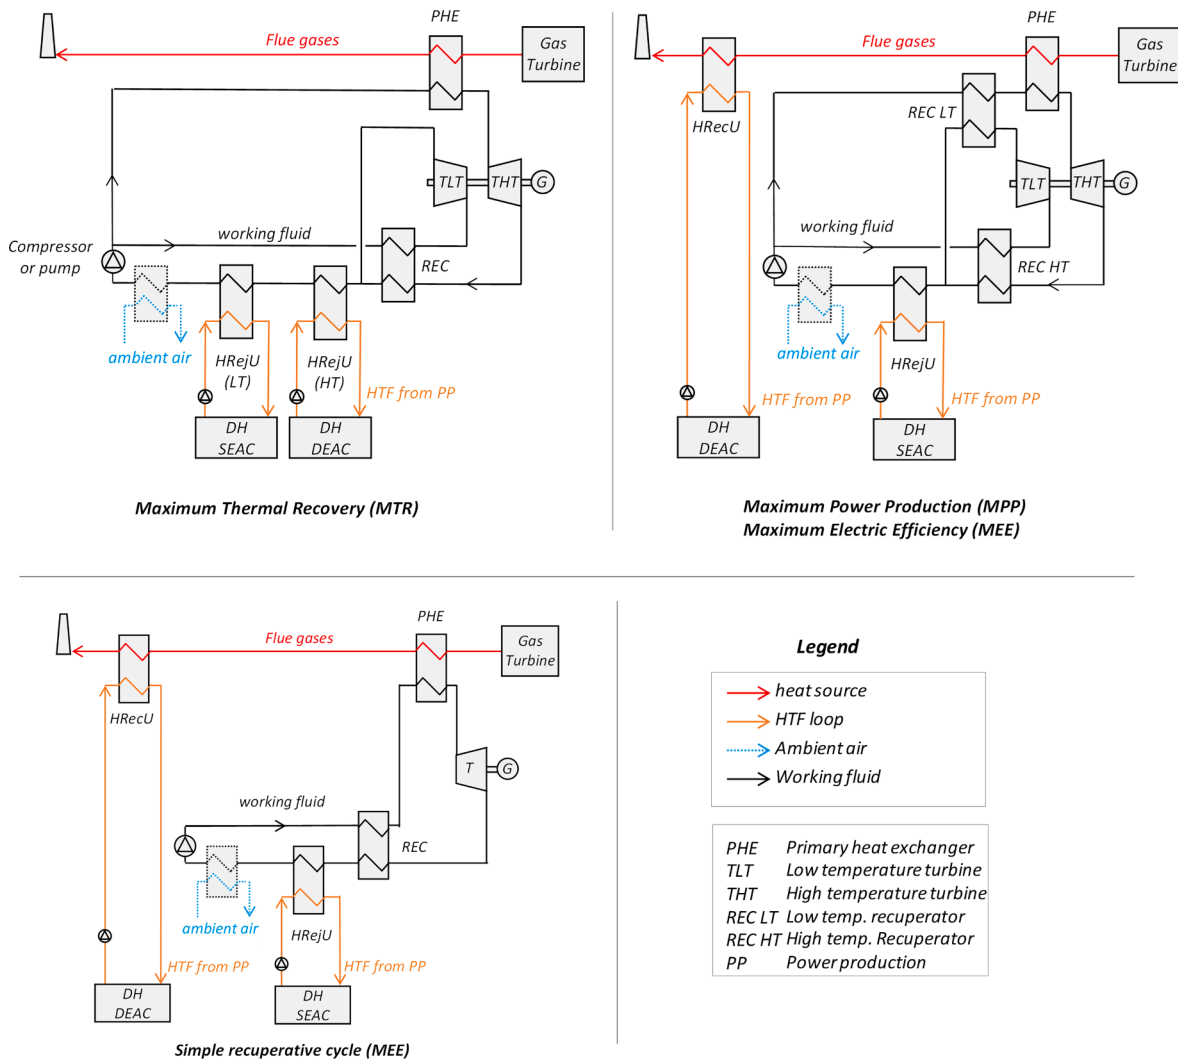 PHE
Flue gases
Gas
Turbine
TLT
THT
G
working fluid
Compressor
or pump
REC
ambient air
HRejU
(LT)
HRejU
(HT)
HTF from PP
DH
SEAC
DH
DEAC
Maximum Thermal Recovery (MTR)
PHE
Flue gases
Gas
Turbine
HRecU
REC LT
TLT
THT
G
working fluid
REC HT
ambient air
HRejU
HTF from PP
HTF from PP
DH
DEAC
DH
SEAC
Maximum Power Production (MPP)
Maximum Electric Efficiency (MEE)
PHE
Flue gases
Gas
Turbine
HRecU
T
G
working fluid
REC
ambient air
HRejU
HTF from PP
HTF from PP
DH
DEAC
DH
SEAC
Simple recuperative cycle (MEE)
Legend
heat source
HTF loop
Ambient air
Working fluid
PHE Primary heat exchanger
TLT Low temperature turbine
THT High temperature turbine
REC LT Low temp. recuperator
REC HT High temp. Recuperator
PP Power production